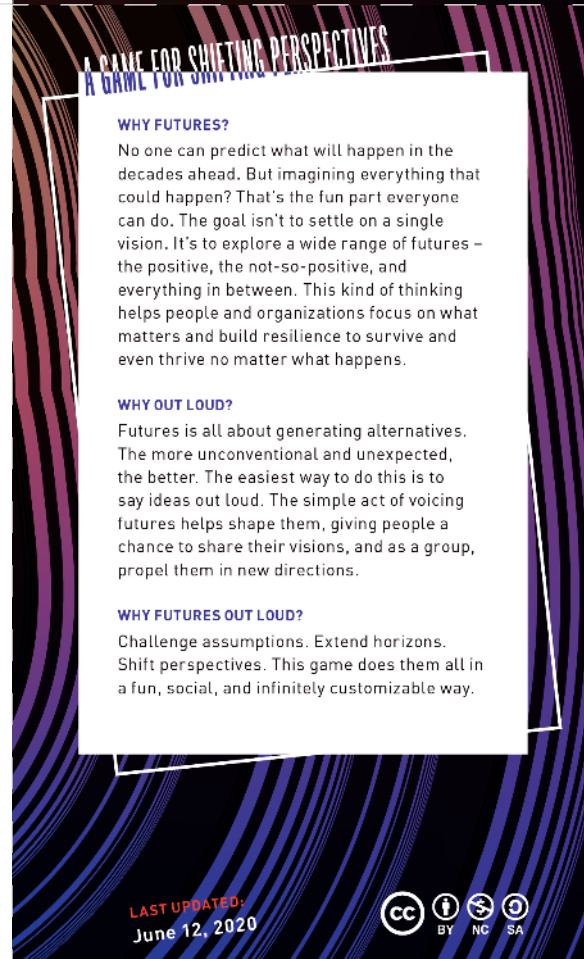 A GAME FOR SHIFTING PERSPECTIVES
WHY FUTURES?
No one can predict what will happen in the
decades ahead. But imagining everything that
could happen? That's the fun part everyone
can do. The goal isn't to settle on a single
vision. It's to explore a wide range of futures –
the positive, the not-so-positive, and
everything in between. This kind of thinking
helps people and organizations focus on what
matters and build resilience to survive and
even thrive no matter what happens.
WHY OUT LOUD?
Futures is all about generating alternatives.
The more unconventional and unexpected,
the better. The easiest way to do this is to
say ideas out loud. The simple act of voicing
futures helps shape them, giving people a
chance to share their visions, and as a group,
propel them in new directions.
WHY FUTURES OUT LOUD?
Challenge assumptions. Extend horizons.
Shift perspectives. This game does them all in
a fun, social, and infinitely customizable way.
LAST UPDATED:
June 12, 2020
CC
BY NC SA